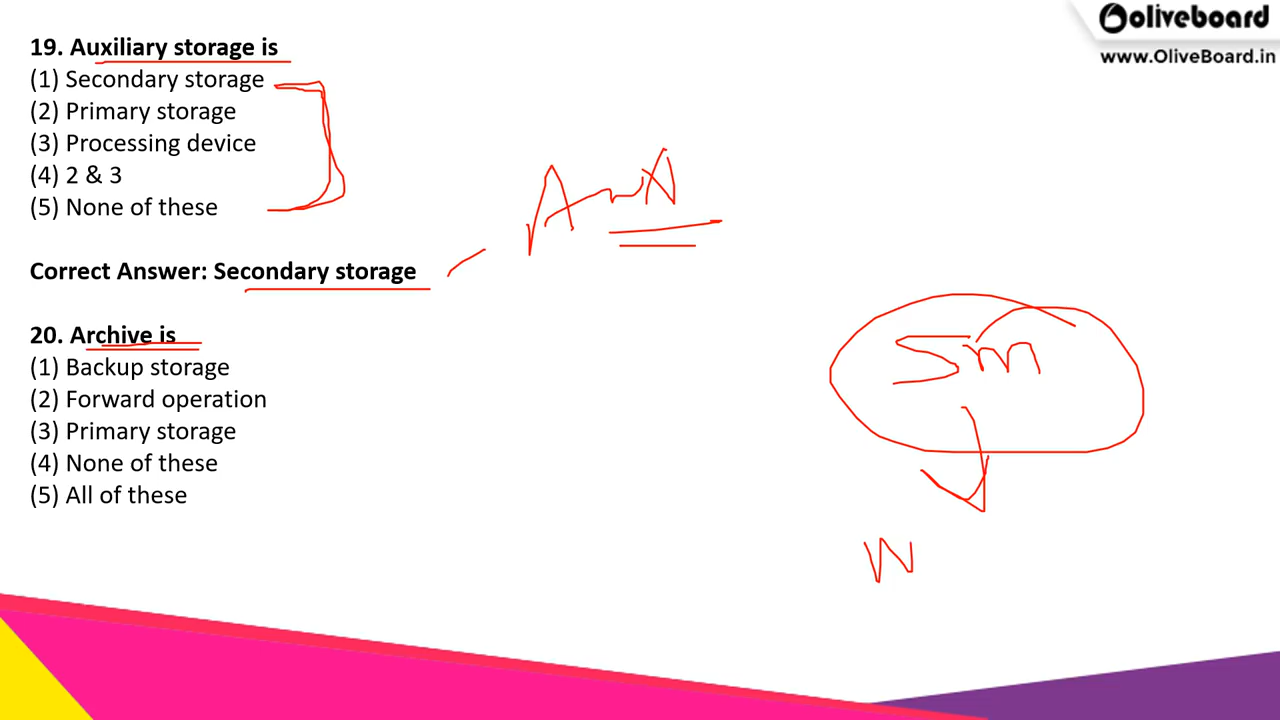 oliveboard
www.OliveBoard.in
19. Auxiliary storage is
(1) Secondary storage
(2) Primary storage
(3) Processing device
(4) 2 & 3
(5) None of these
Aux
Correct Answer: Secondary storage
20. Archive is
(1) Backup storage
(2) Forward operation
(3) Primary storage
(4) None of these
(5) All of these
Sm